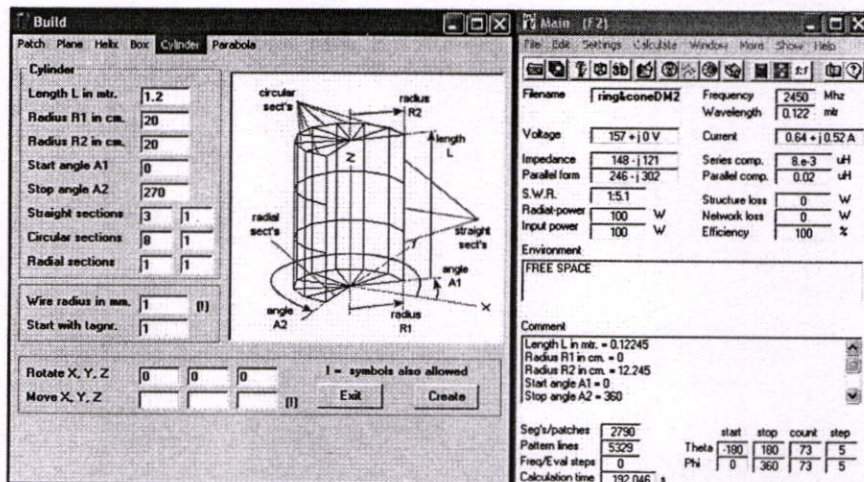 Build
Patch Plane Helix Box Cylinder Parabola
Cylinder
Length L in mtr. 1.2
Radius R1 in cm. 20
Radius R2 in cm. 20
Start angle A1 0
Stop angle A2 270
Straight sections 3 1
Circular sections 8 1
Radial sections 1 1
Wire radius in mm. 1 (!)
Start with tagnr. 1
circular
sect's
radius
R2
length
L
Z
radial
sect's
straight
sect's
angle
A1
X
angle
A2
radius
R1
Rotate X, Y, Z 0 0 0
! = symbols also allowed
Move X, Y, Z (!)
Exit Create
Main (F2)
File Edit Settings Calculate Window More Show Help
3D 1:1
Filename ring&coneDM2
Frequency 2450 Mhz
Wavelength 0.122 mtr
Voltage 157 + j 0 V
Current 0.64 + j 0.52 A
Impedance 148 - j 121
Series comp. 8.e-3 uH
Parallel form 246 - j 302
Parallel comp. 0.02 uH
S.W.R. 1:5.1
Structure loss 0 W
Radiat-power 100 W
Network loss 0 W
Input power 100 W
Efficiency 100 %
Environment
FREE SPACE
Comment
Length L in mtr. = 0.12245
Radius R1 in cm. = 0
Radius R2 in cm. = 12.245
Start angle A1 = 0
Stop angle A2 = 360
Seg's/patches 2790
start stop count step
Pattern lines 5329
Theta -180 180 73 5
Freq/Eval steps 0
Phi 0 360 73 5
Calculation time 192.046 s